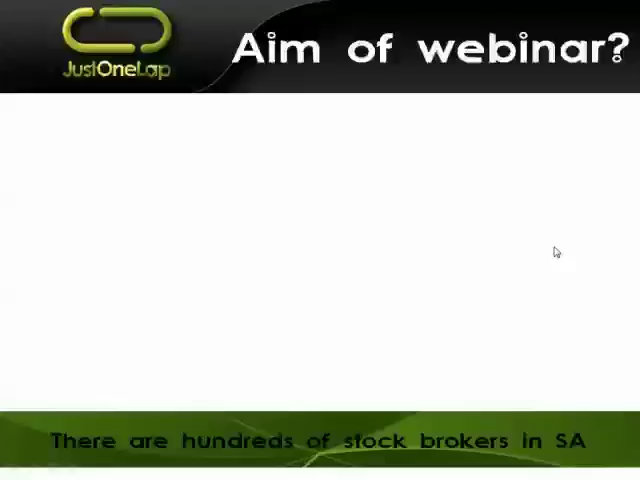 JustOneLap
Aim of webinar?
There are hundreds of stock brokers in SA